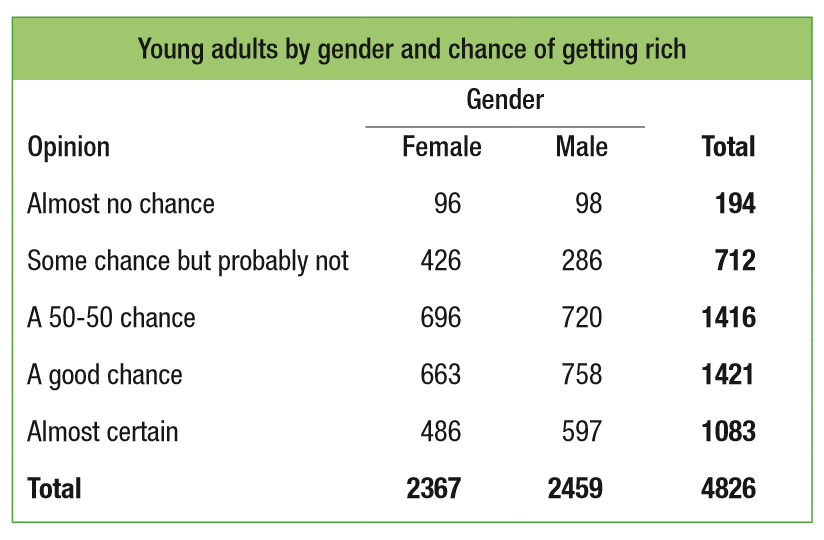 Young adults by gender and chance of getting rich
Gender
Opinion Female Male Total
Almost no chance 96 98 194
Some chance but probably not 426 286 712
A 50-50 chance 696 720 1416
A good chance 663 758 1421
Almost certain 486 597 1083
Total 2367 2459 4826